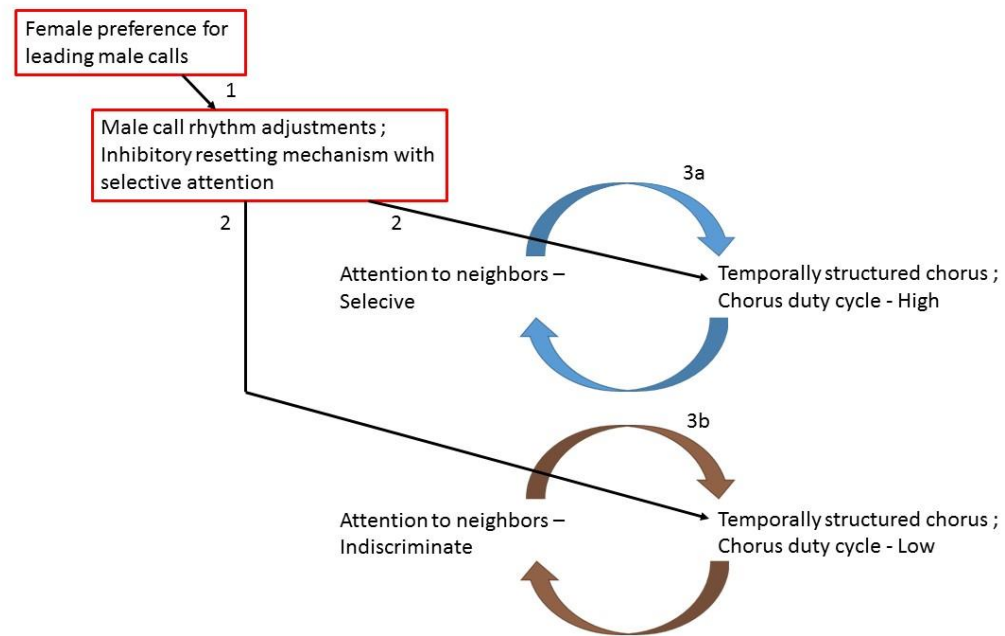 Female preference for
leading male calls
1
Male call rhythm adjustments ;
Inhibitory resetting mechanism with
selective attention
2
2
3a
Attention to neighbors –
Selecive
Temporally structured chorus ;
Chorus duty cycle - High
3b
Attention to neighbors –
Indiscriminate
Temporally structured chorus ;
Chorus duty cycle - Low